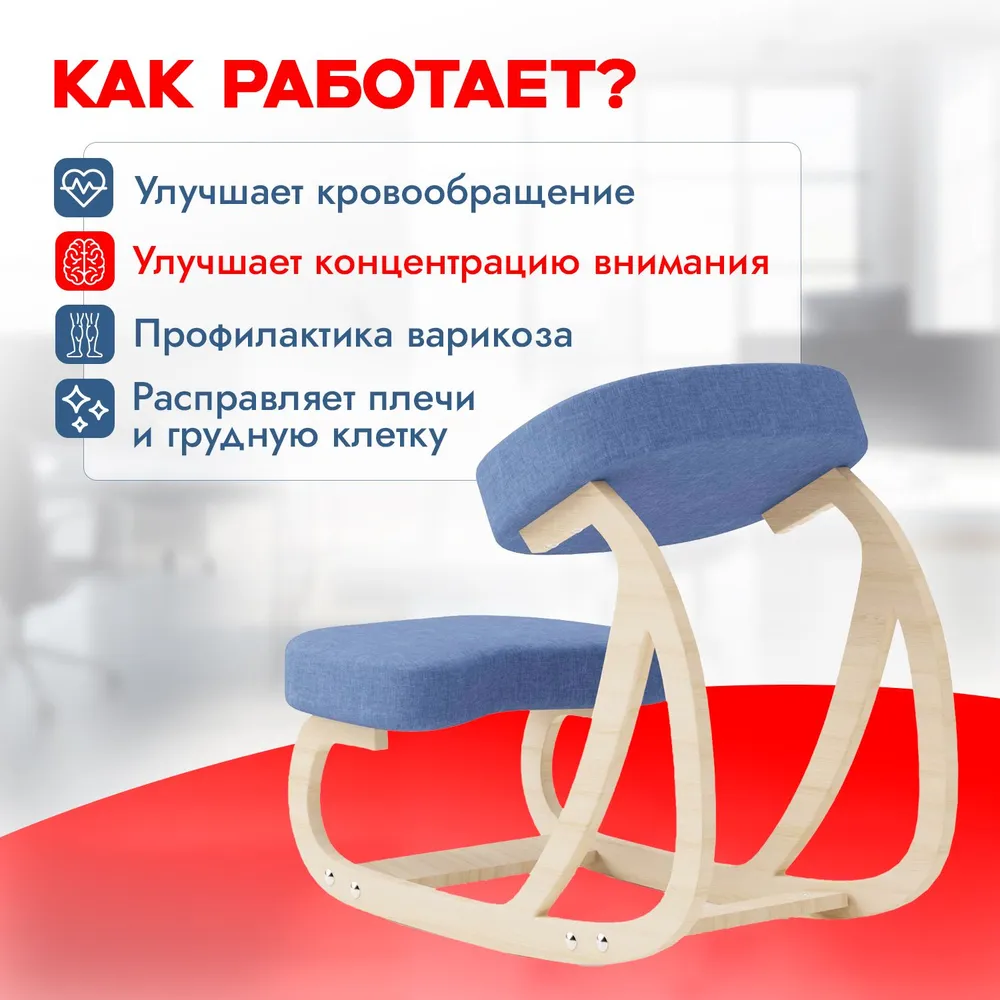 КАК РАБОТАЕТ?
Улучшает кровообращение
Улучшает концентрацию внимания
Профилактика варикоза
Расправляет плечи
и грудную клетку